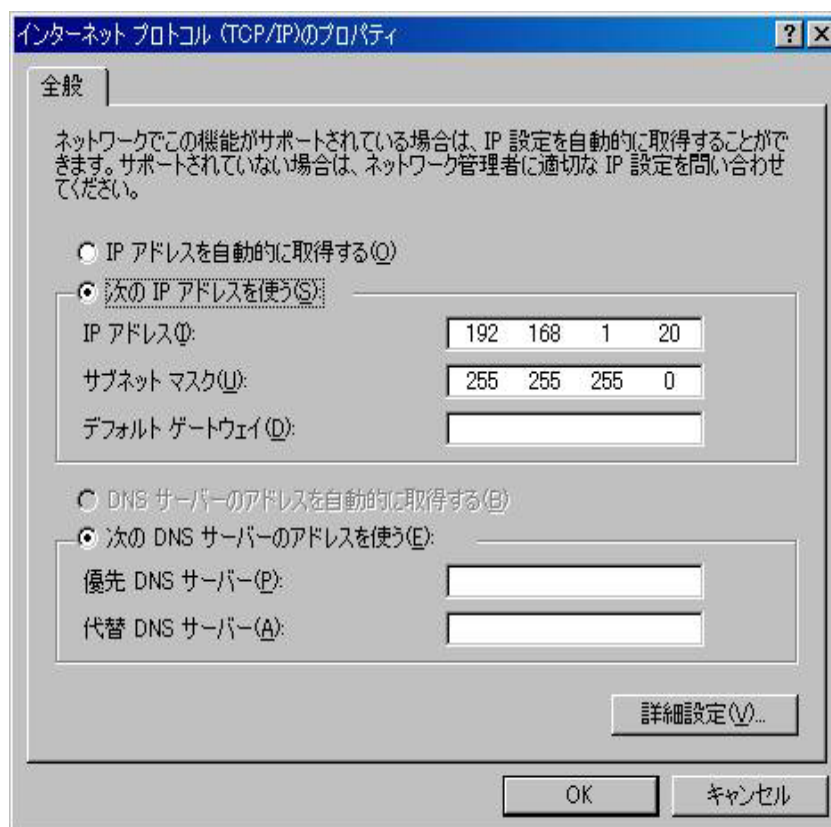 インターネット プロトコル (TCP/IP)のプロパティ
全般
ネットワークでこの機能がサポートされている場合は、IP 設定を自動的に取得することがで
きます。サポートされていない場合は、ネットワーク管理者に適切な IP 設定を問い合わせ
てください。
IP アドレスを自動的に取得する(O)
次の IP アドレスを使う(S):
IP アドレス(I): 192 168 1 20
サブネット マスク(U): 255 255 255 0
デフォルト ゲートウェイ(D):
DNS サーバーのアドレスを自動的に取得する(B)
次の DNS サーバーのアドレスを使う(E):
優先 DNS サーバー(P):
代替 DNS サーバー(A):
詳細設定(V)...
OK キャンセル